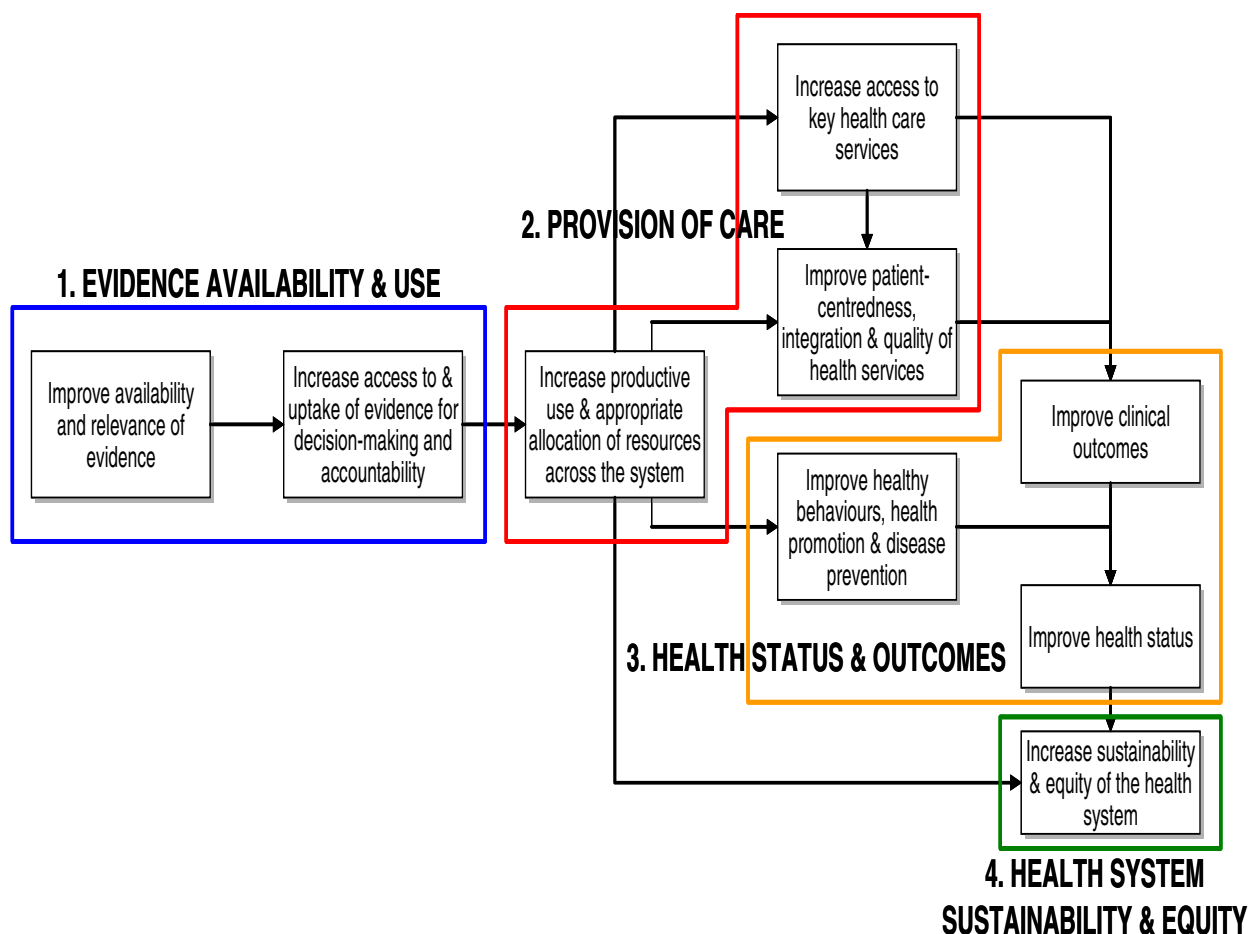 Increase access to
key health care
services
2. PROVISION OF CARE
1. EVIDENCE AVAILABILITY & USE
Improve patient-
centredness,
integration & quality of
health services
Improve availability
and relevance of
evidence
Increase access to &
uptake of evidence for
decision-making and
accountability
Increase productive
use & appropriate
allocation of resources
across the system
Improve clinical
outcomes
Improve healthy
behaviours, health
promotion & disease
prevention
3. HEALTH STATUS & OUTCOMES
Improve health status
Increase sustainability
& equity of the health
system
4. HEALTH SYSTEM
SUSTAINABILITY & EQUITY